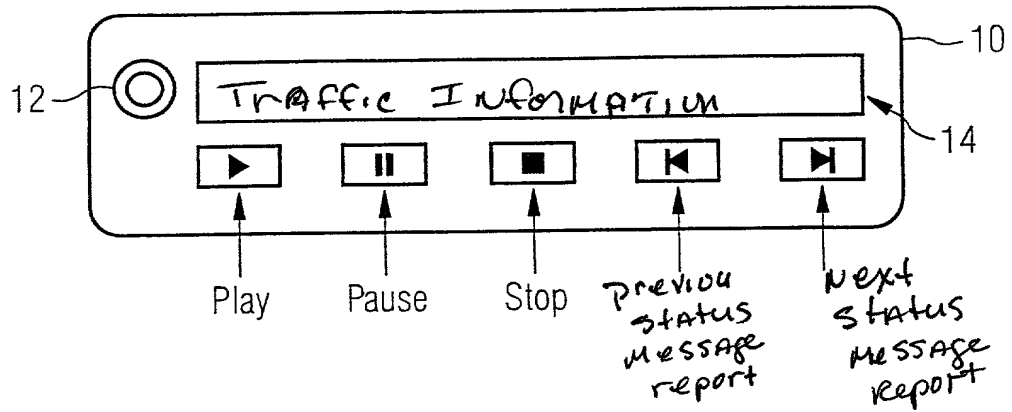 10
12
Traffic Information
14
Play
Pause
Stop
Previou
status
message
report
Next
status
message
report